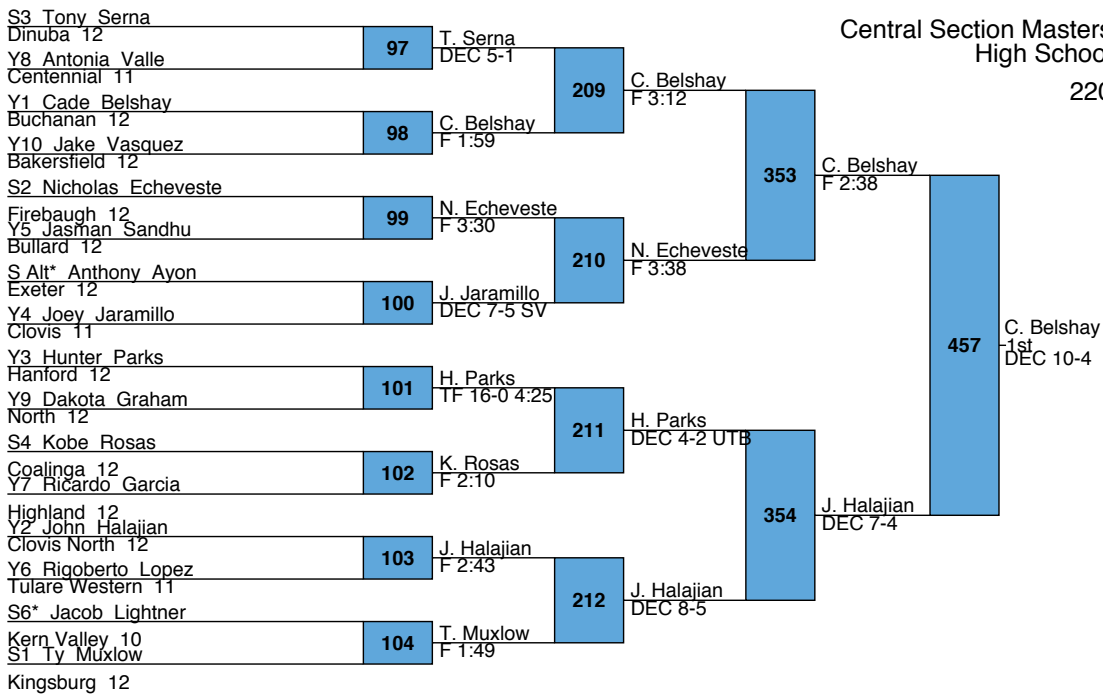 Central Section Masters
High School
220
S3 Tony Serna
Dinuba 12
Y8 Antonia Valle
Centennial 11
Y1 Cade Belshay
Buchanan 12
Y10 Jake Vasquez
Bakersfield 12
S2 Nicholas Echeveste
Firebaugh 12
Y5 Jasman Sandhu
Bullard 12
S Alt* Anthony Ayon
Exeter 12
Y4 Joey Jaramillo
Clovis 11
Y3 Hunter Parks
Hanford 12
Y9 Dakota Graham
North 12
S4 Kobe Rosas
Coalinga 12
Y7 Ricardo Garcia
Highland 12
Y2 John Halajian
Clovis North 12
Y6 Rigoberto Lopez
Tulare Western 11
S6* Jacob Lightner
Kern Valley 10
S1 Ty Muxlow
Kingsburg 12
97
98
99
100
101
102
103
104
T. Serna
DEC 5-1
C. Belshay
F 1:59
N. Echeveste
F 3:30
J. Jaramillo
DEC 7-5 SV
H. Parks
TF 16-0 4:25
K. Rosas
F 2:10
J. Halajian
F 2:43
T. Muxlow
F 1:49
209
210
211
212
C. Belshay
F 3:12
N. Echeveste
F 3:38
H. Parks
DEC 4-2 UTB
J. Halajian
DEC 8-5
353
354
C. Belshay
F 2:38
J. Halajian
DEC 7-4
457
C. Belshay
1st
DEC 10-4